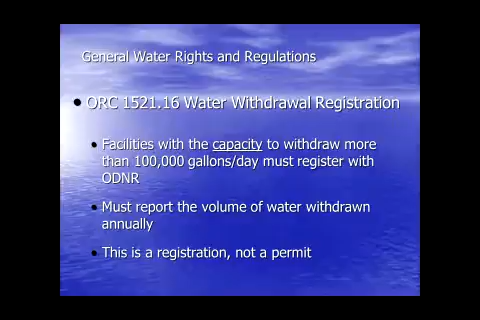 General Water Rights and Regulations
• ORC 1521.16 Water Withdrawal Registration
• Facilities with the capacity to withdraw more
than 100,000 gallons/day must register with
ODNR
• Must report the volume of water withdrawn
annually
• This is a registration, not a permit